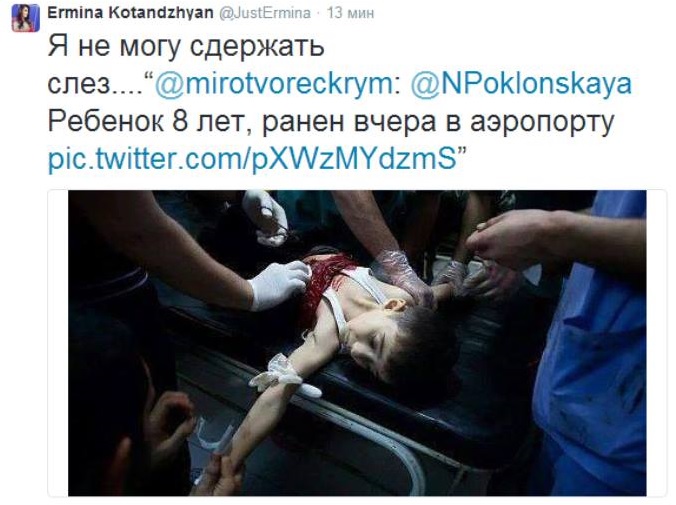 Ermina Kotandzhyan @JustErmina · 13 мин
Я не могу сдержать
слез....“@mirotvoreckrym: @NPoklonskaya
Ребенок 8 лет, ранен вчера в аэропорту
pic.twitter.com/pXWzMYdzmS”